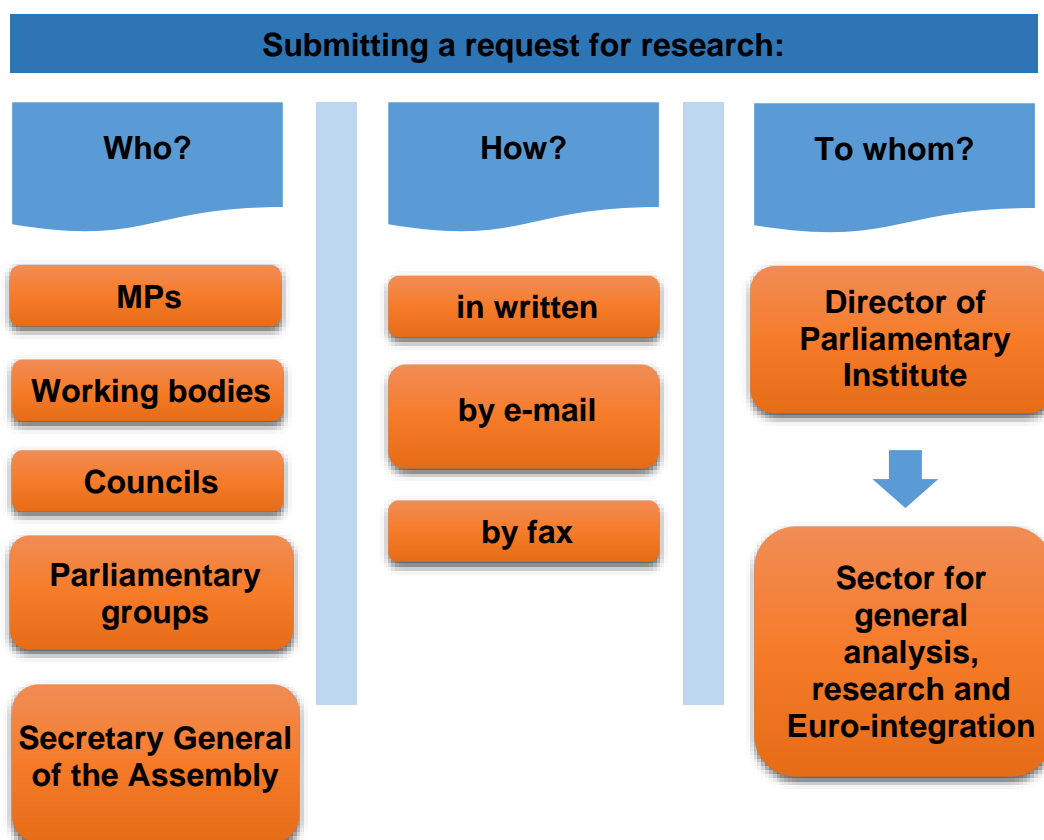 Submitting a request for research:
Who?
MPs
Working bodies
Councils
Parliamentary
groups
Secretary General
of the Assembly
How?
in written
by e-mail
by fax
To whom?
Director of
Parliamentary
Institute
Sector for
general
analysis,
research and
Euro-integration